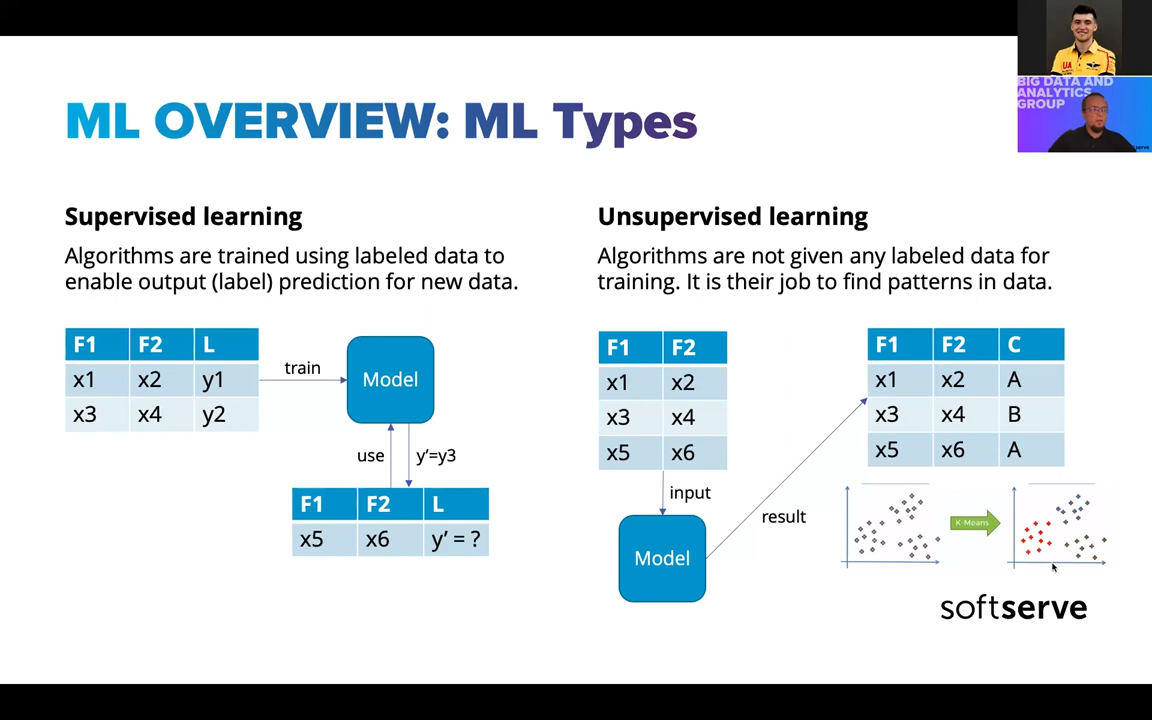 BIG DATA AND
ANALYTICS
GROUP
UA
ML OVERVIEW: ML Types
Supervised learning
Algorithms are trained using labeled data to
enable output (label) prediction for new data.
F1 F2 L
x1 x2 y1
x3 x4 y2
train
Model
use
y'=y3
F1 F2 L
x5 x6 y' = ?
Unsupervised learning
Algorithms are not given any labeled data for
training. It is their job to find patterns in data.
F1 F2
x1 x2
x3 x4
x5 x6
input
Model
result
F1 F2 C
x1 x2 A
x3 x4 B
x5 x6 A
K-Means
softserve